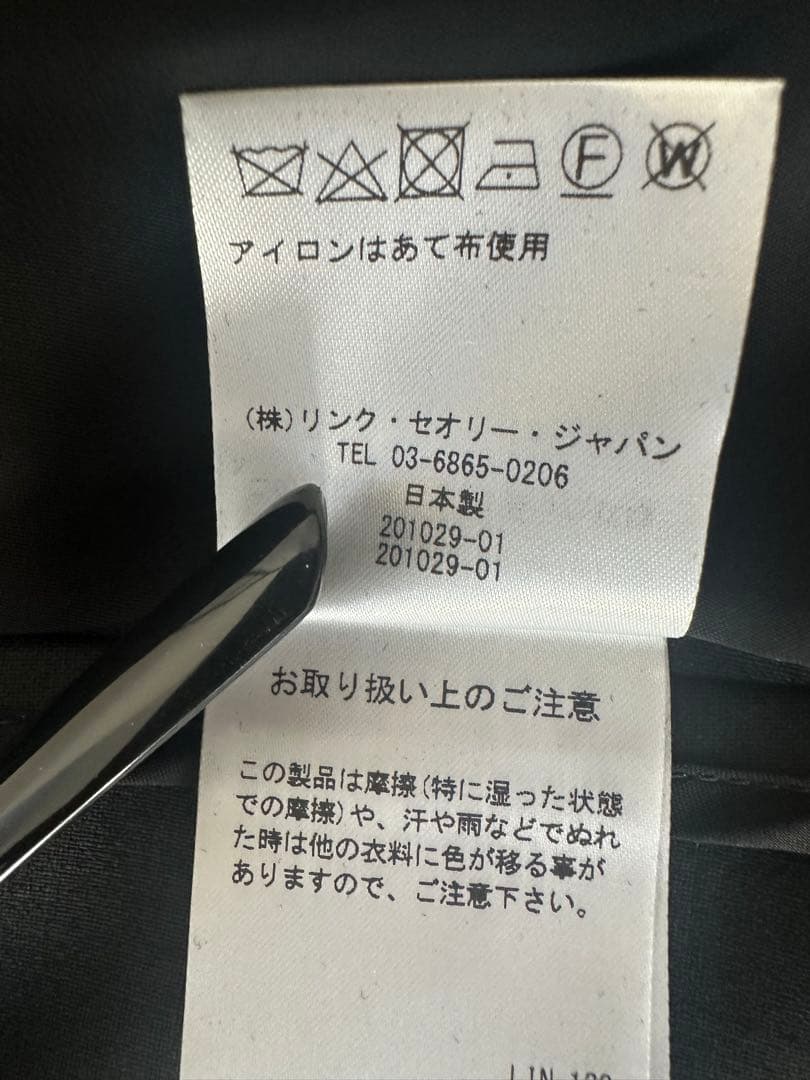 F W
アイロンはあて布使用
(株)リンク・セオリー・ジャパン
TEL 03-6865-0206
日本製
201029-01
201029-01
お取り扱い上のご注意
この製品は摩擦(特に湿った状態
での摩擦)や、汗や雨などでぬれ
た時は他の衣料に色が移る事が
ありますので、ご注意下さい。